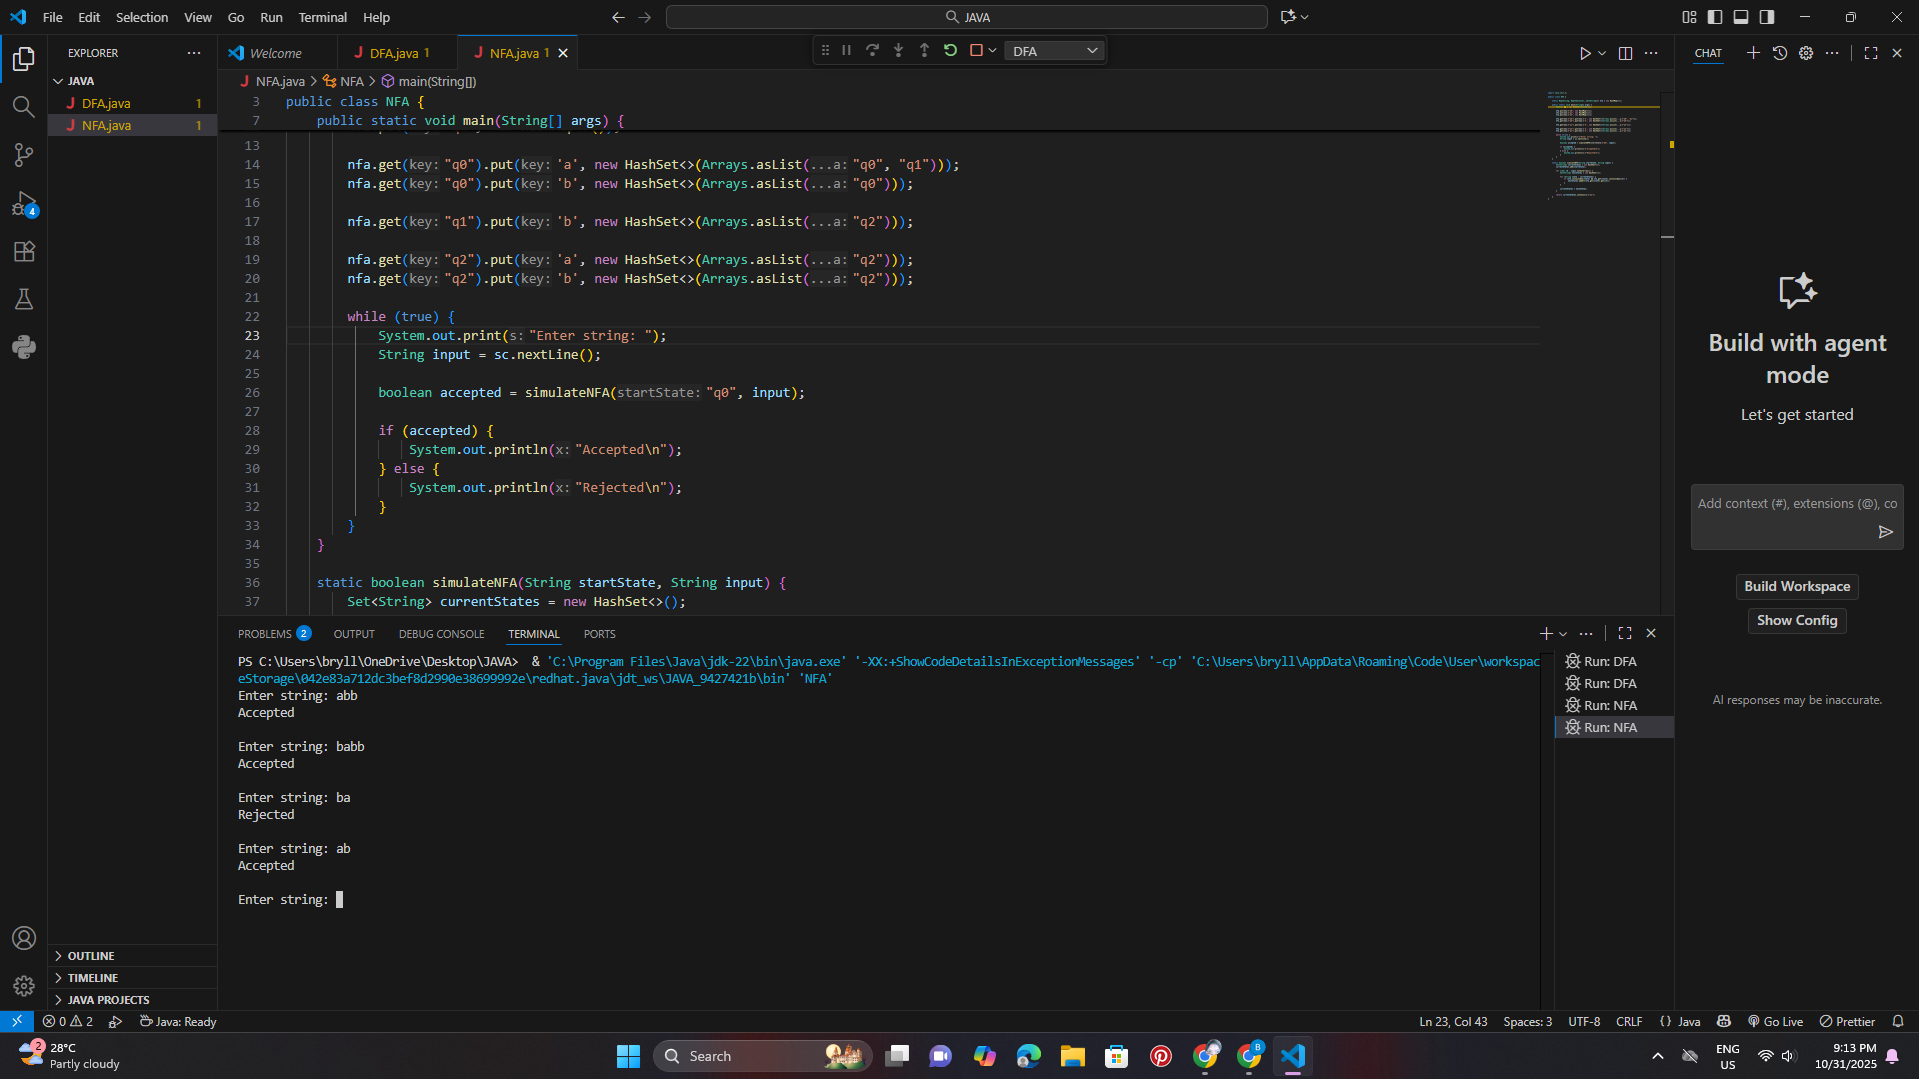 File Edit Selection View Go Run Terminal Help
JAVA
EXPLORER
JAVA
DFA.java 1
NFA.java 1
OUTLINE
TIMELINE
JAVA PROJECTS
Welcome
DFA.java 1
NFA.java 1
DFA
NFA.java > NFA > main(String[])
3 public class NFA {
7 public static void main(String[] args) {
13
14 nfa.get(key: "q0").put(key: 'a', new HashSet<>(Arrays.asList(...a: "q0", "q1")));
15 nfa.get(key: "q0").put(key: 'b', new HashSet<>(Arrays.asList(...a: "q0")));
16
17 nfa.get(key: "q1").put(key: 'b', new HashSet<>(Arrays.asList(...a: "q2")));
18
19 nfa.get(key: "q2").put(key: 'a', new HashSet<>(Arrays.asList(...a: "q2")));
20 nfa.get(key: "q2").put(key: 'b', new HashSet<>(Arrays.asList(...a: "q2")));
21
22 while (true) {
23 System.out.print(s: "Enter string: ");
24 String input = sc.nextLine();
25
26 boolean accepted = simulateNFA(startState: "q0", input);
27
28 if (accepted) {
29 System.out.println(x: "Accepted\n");
30 } else {
31 System.out.println(x: "Rejected\n");
32 }
33 }
34 }
35
36 static boolean simulateNFA(String startState, String input) {
37 Set<String> currentStates = new HashSet<>();
PROBLEMS 2 OUTPUT DEBUG CONSOLE TERMINAL PORTS
PS C:\Users\bryll\OneDrive\Desktop\JAVA> & 'C:\Program Files\Java\jdk-22\bin\java.exe' '-XX:+ShowCodeDetailsInExceptionMessages' '-cp' 'C:\Users\bryll\AppData\Roaming\Code\User\workspac
eStorage\042e83a712dc3bef8d2990e38699992e\redhat.java\jdt_ws\JAVA_9427421b\bin' 'NFA'
Enter string: abb
Accepted
Enter string: babb
Accepted
Enter string: ba
Rejected
Enter string: ab
Accepted
Enter string:
Run: DFA
Run: DFA
Run: NFA
Run: NFA
CHAT
Build with agent
mode
Let's get started
Add context (#), extensions (@), co
Build Workspace
Show Config
AI responses may be inaccurate.
4
0 2 Java: Ready
Ln 23, Col 43 Spaces: 3 UTF-8 CRLF {} Java Go Live Prettier
2
28°C
Partly cloudy
Search
B
ENG
US
9:13 PM
10/31/2025